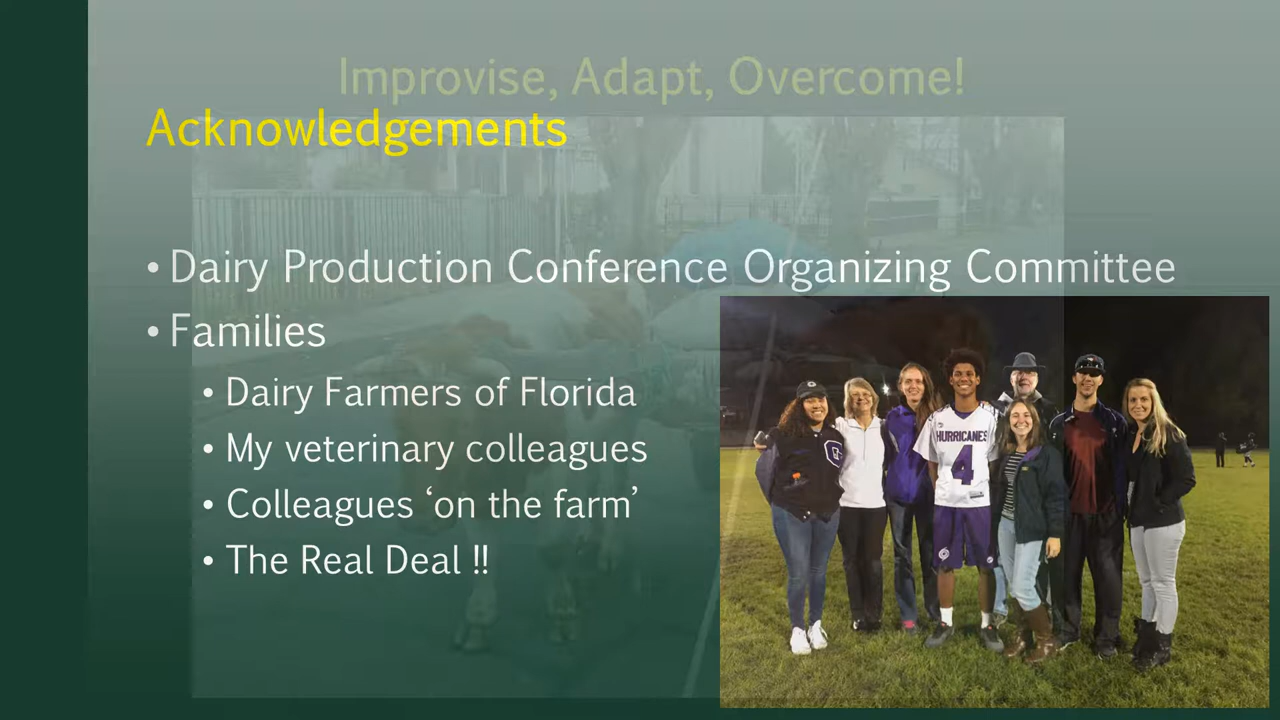 Improvise, Adapt, Overcome!
Acknowledgements
• Dairy Production Conference Organizing Committee
• Families
• Dairy Farmers of Florida
• My veterinary colleagues
• Colleagues ‘on the farm’
• The Real Deal !!
HURRICANES
4